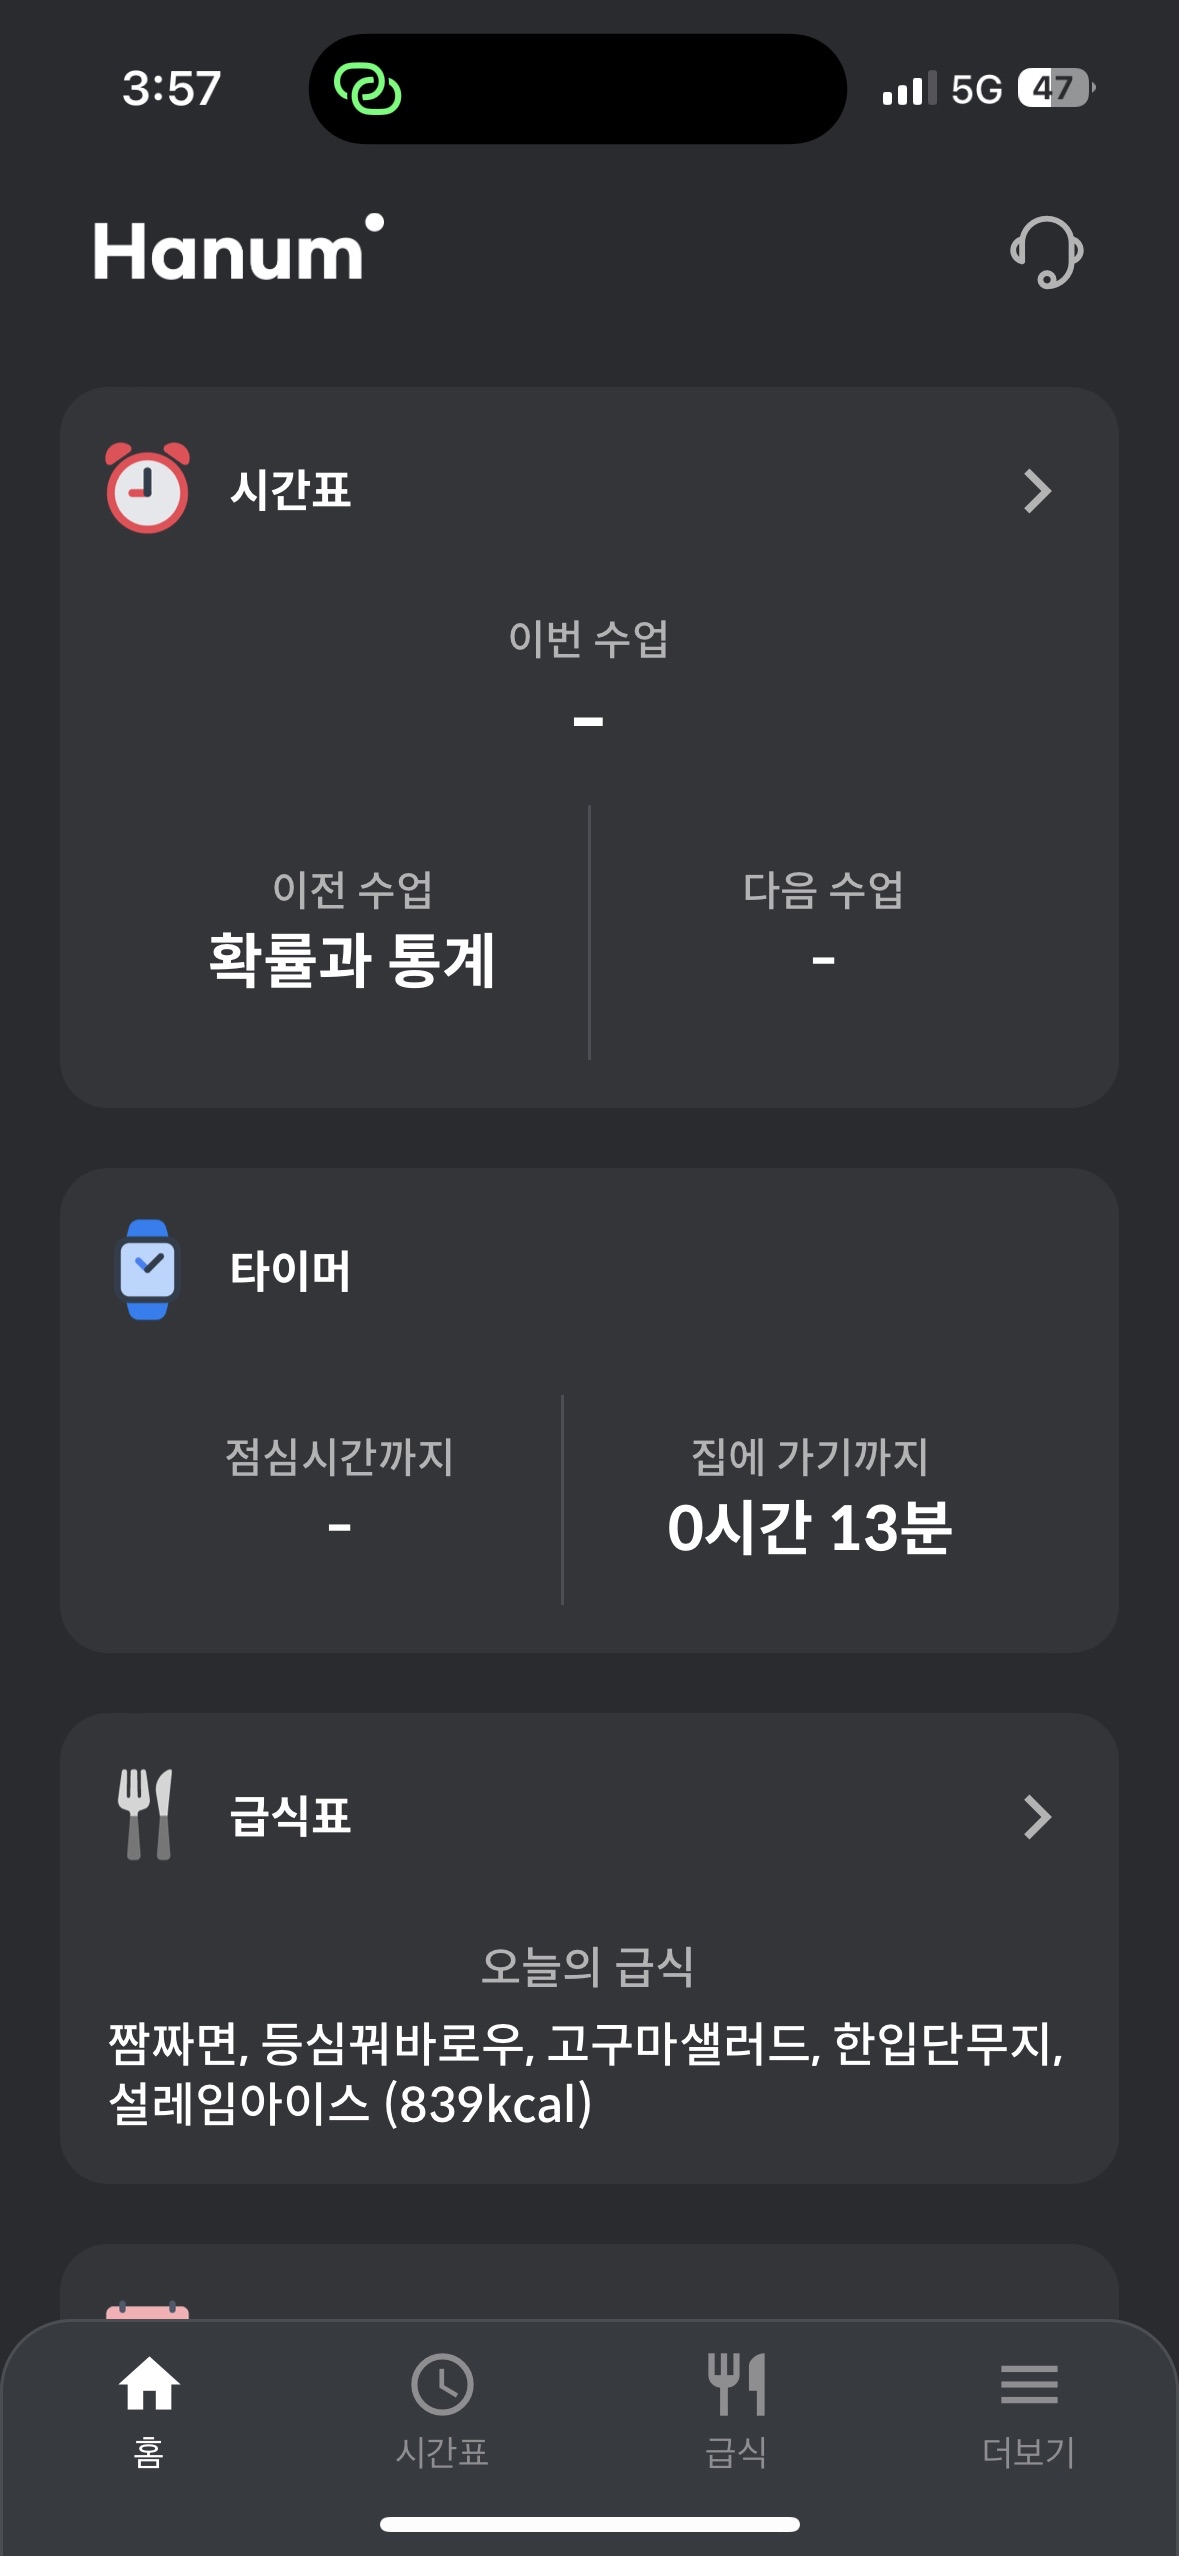 3:57
5G
47
Hanum
시간표
이번 수업
-
이전 수업
다음 수업
확률과 통계
-
타이머
점심시간까지
집에 가기까지
-
0시간 13분
급식표
오늘의 급식
짬짜면, 등심꿔바로우, 고구마샐러드, 한입단무지,
설레임아이스 (839kcal)
홈
시간표
급식
더보기